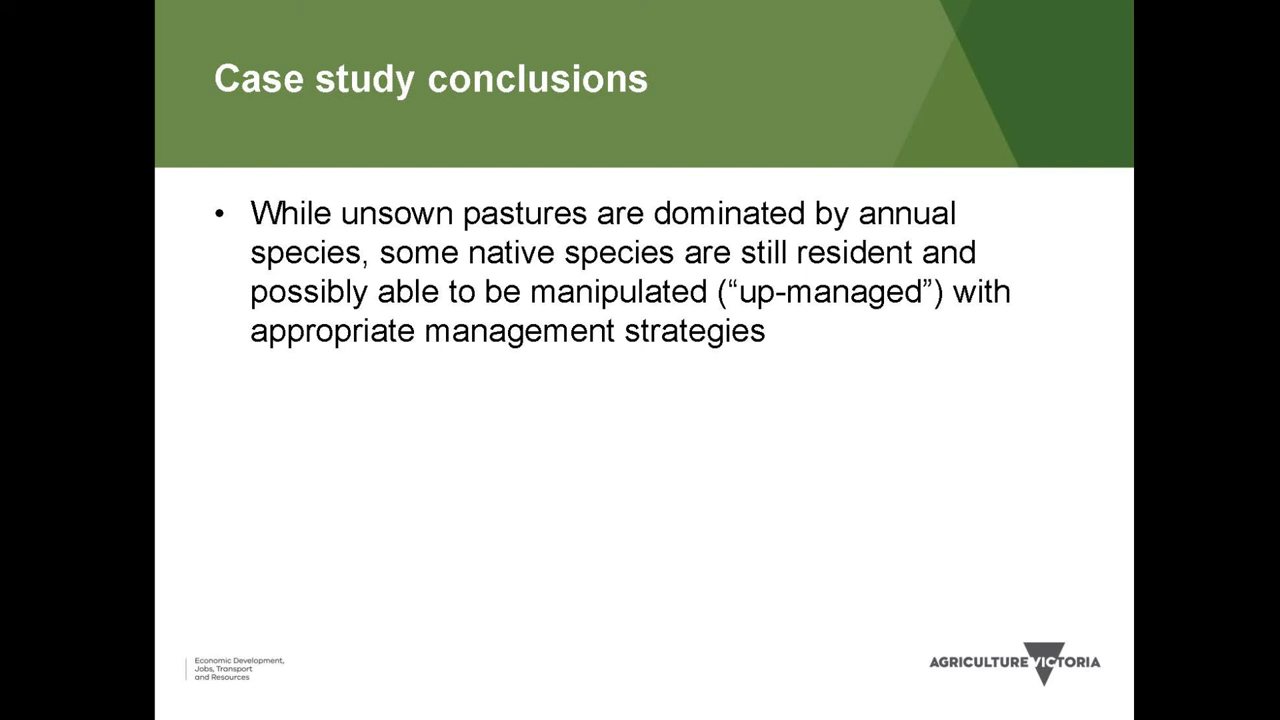 Case study conclusions
• While unsown pastures are dominated by annual
species, some native species are still resident and
possibly able to be manipulated (“up-managed”) with
appropriate management strategies
Economic Development,
Jobs, Transport
and Resources
AGRICULTURE VICTORIA